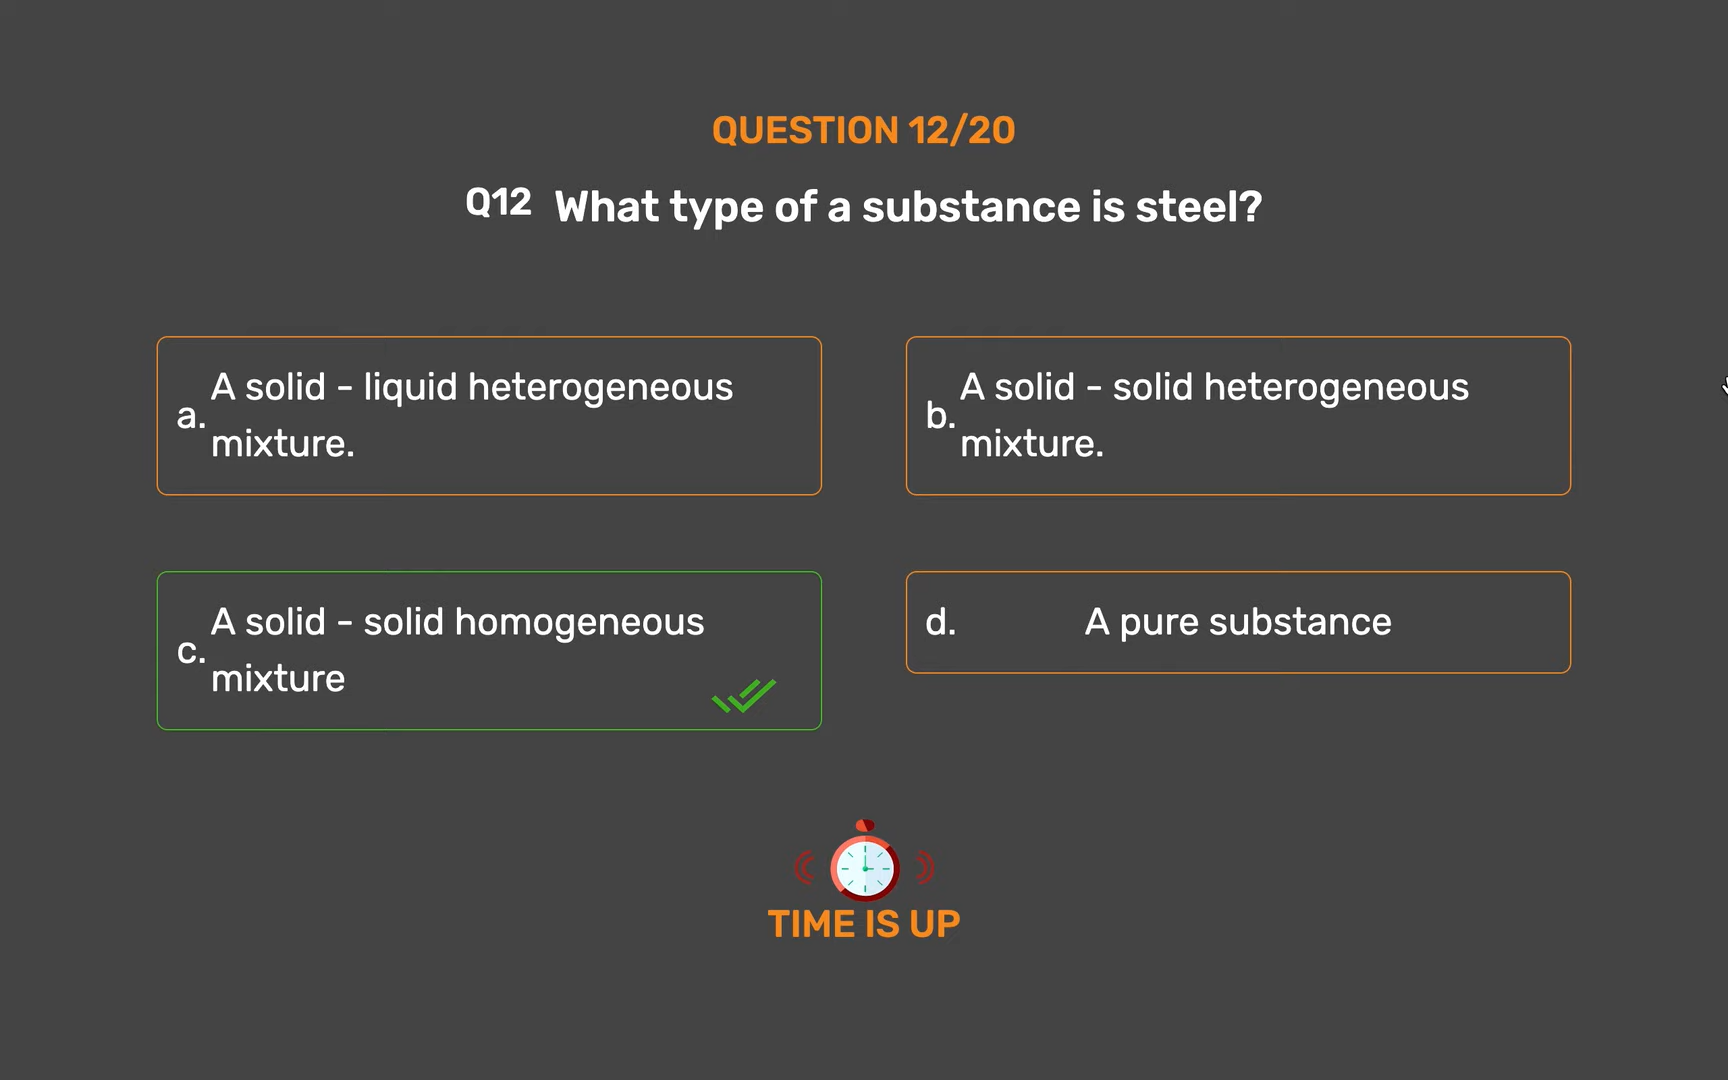 QUESTION 12/20
Q12 What type of a substance is steel?
a. A solid - liquid heterogeneous
mixture.
b. A solid - solid heterogeneous
mixture.
c. A solid - solid homogeneous
mixture
d. A pure substance
TIME IS UP